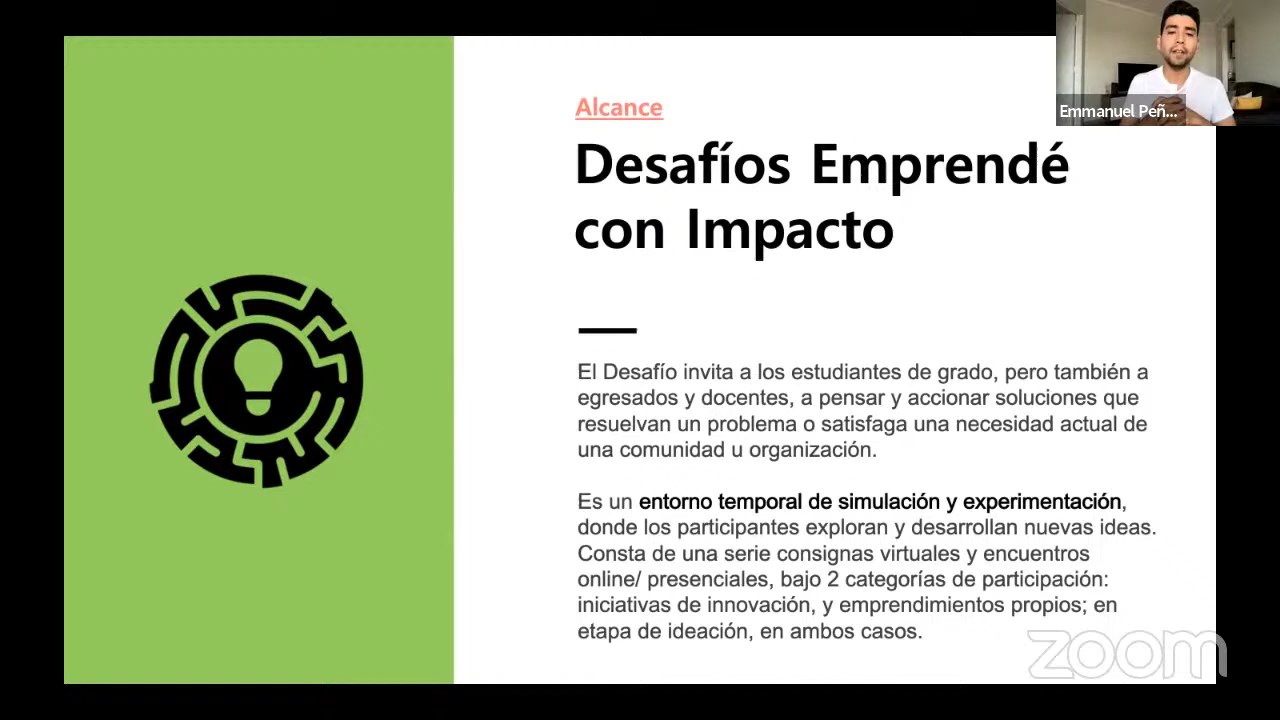 Emmanuel Peñ...
Alcance
Desafíos Emprendé
con Impacto
El Desafío invita a los estudiantes de grado, pero también a
egresados y docentes, a pensar y accionar soluciones que
resuelvan un problema o satisfaga una necesidad actual de
una comunidad u organización.
Es un entorno temporal de simulación y experimentación,
donde los participantes exploran y desarrollan nuevas ideas.
Consta de una serie consignas virtuales y encuentros
online/ presenciales, bajo 2 categorías de participación:
iniciativas de innovación, y emprendimientos propios; en
etapa de ideación, en ambos casos.
zoom